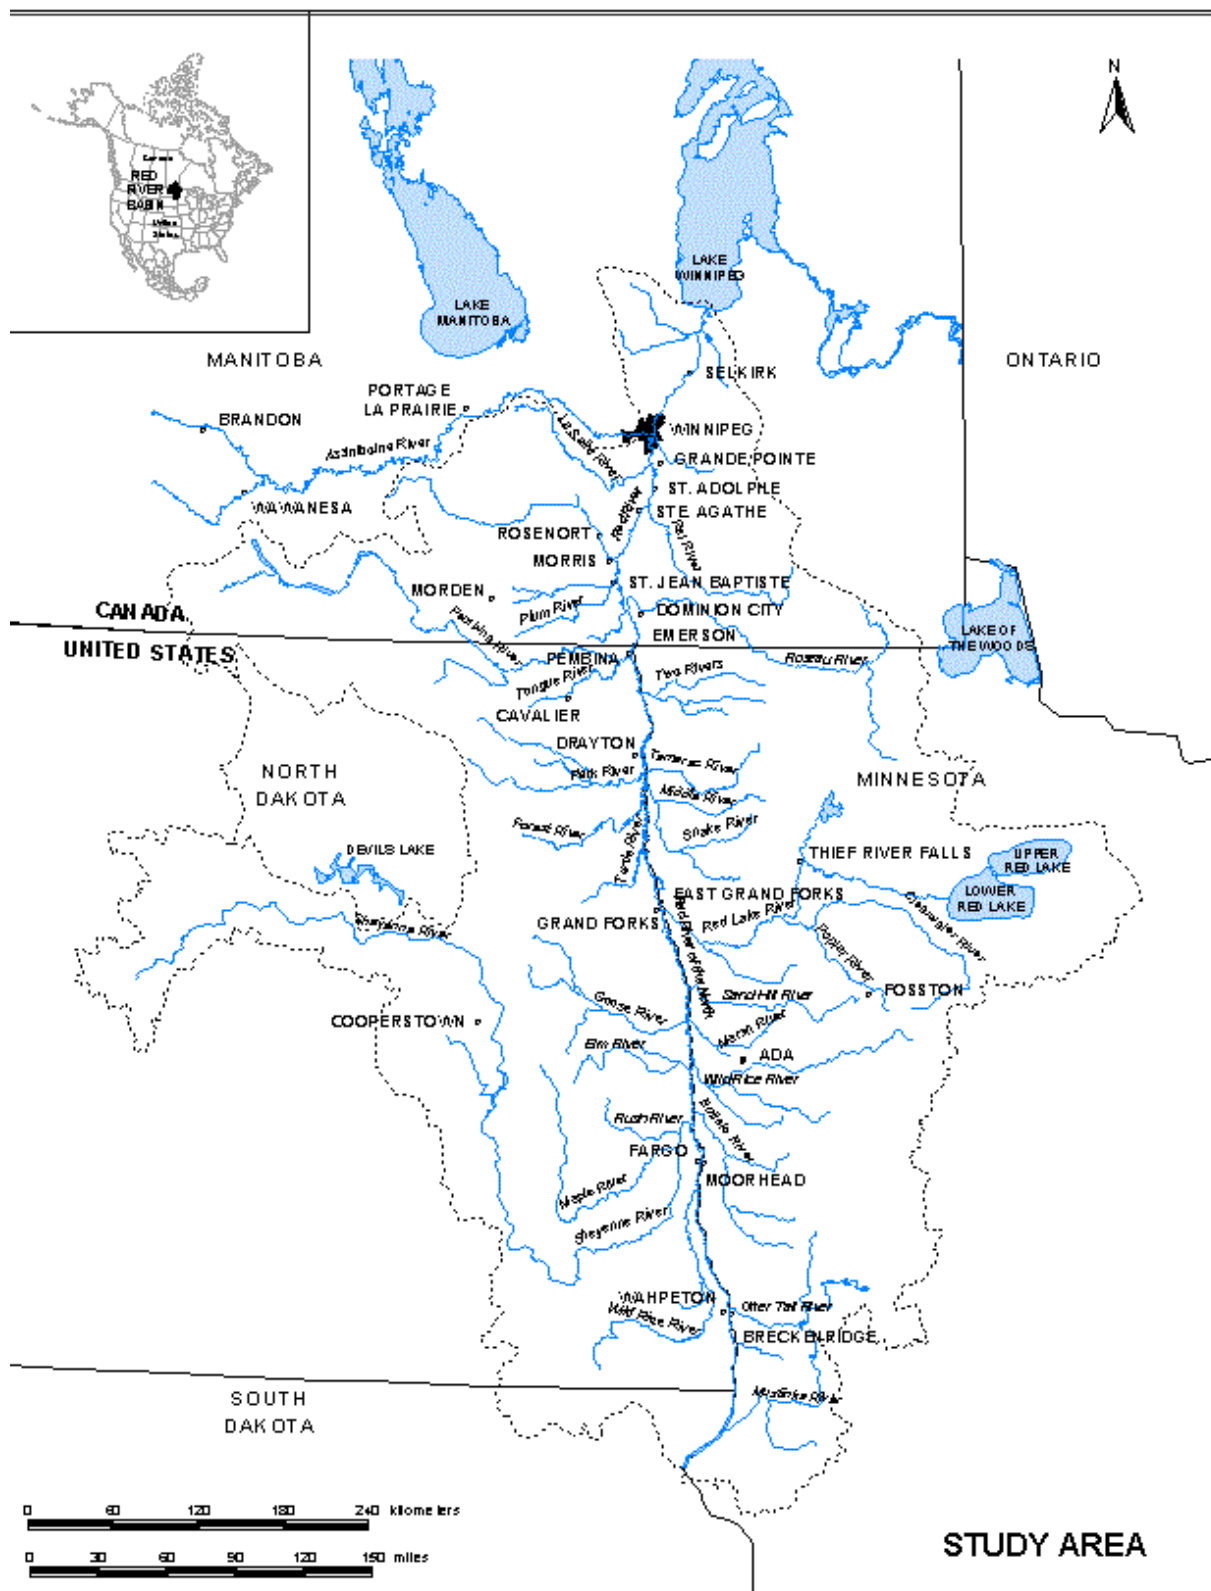 N
Canada
RED
RIVER
BASIN
United
States
LAKE
WINNIPEG
LAKE
MANITOBA
MANITOBA
ONTARIO
SELKIRK
PORTAGE
LA PRAIRIE
BRANDON
WINNIPEG
La Salle River
Assiniboine River
GRANDE POINTE
ST. ADOLPHE
WAWANESA
STE AGATHE
Red River
ROSENORT
Rat River
MORRIS
ST. JEAN BAPTISTE
MORDEN
Plum River
DOMINION CITY
CANADA
EMERSON
LAKE OF
THE WOODS
UNITED STATES
Pembina River
PEMBINA
Roseau River
Two Rivers
Tongue River
CAVALIER
DRAYTON
Tamarac River
NORTH
DAKOTA
Park River
MINNESOTA
Middle River
Forest River
Snake River
Turtle River
DEVILS LAKE
THIEF RIVER FALLS
UPPER
RED LAKE
LOWER
RED LAKE
EAST GRAND FORKS
Clearwater River
Sheyenne River
GRAND FORKS
Red Lake River
Red River of the North
Poplar River
FOSSTON
Sand Hill River
Goose River
COOPERSTOWN
Marsh River
Elm River
ADA
Wild Rice River
Rush River
Buffalo River
FARGO
MOORHEAD
Maple River
Sheyenne River
WAHPETON
Otter Tail River
Wild Rice River
BRECKENRIDGE
SOUTH
DAKOTA
Mustinka River
0 60 120 180 240 kilometers
0 30 60 90 120 150 miles
STUDY AREA